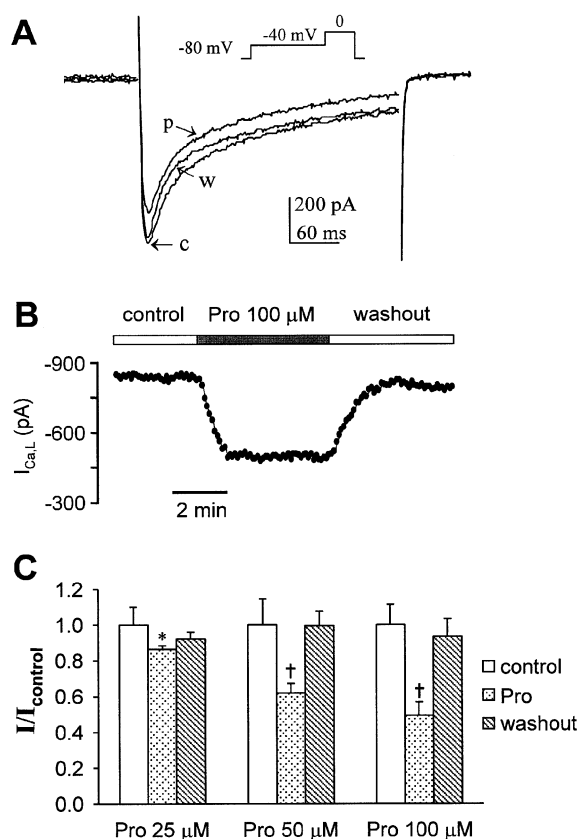 A
-80 mV
-40 mV
0
p
w
c
200 pA
60 ms
B
control
Pro 100 μM
washout
-900
-600
-300
I_Ca,L (pA)
2 min
C
1.2
1.0
0.8
0.6
0.4
0.2
0.0
I/I_control
*
†
†
control
Pro
washout
Pro 25 μM
Pro 50 μM
Pro 100 μM